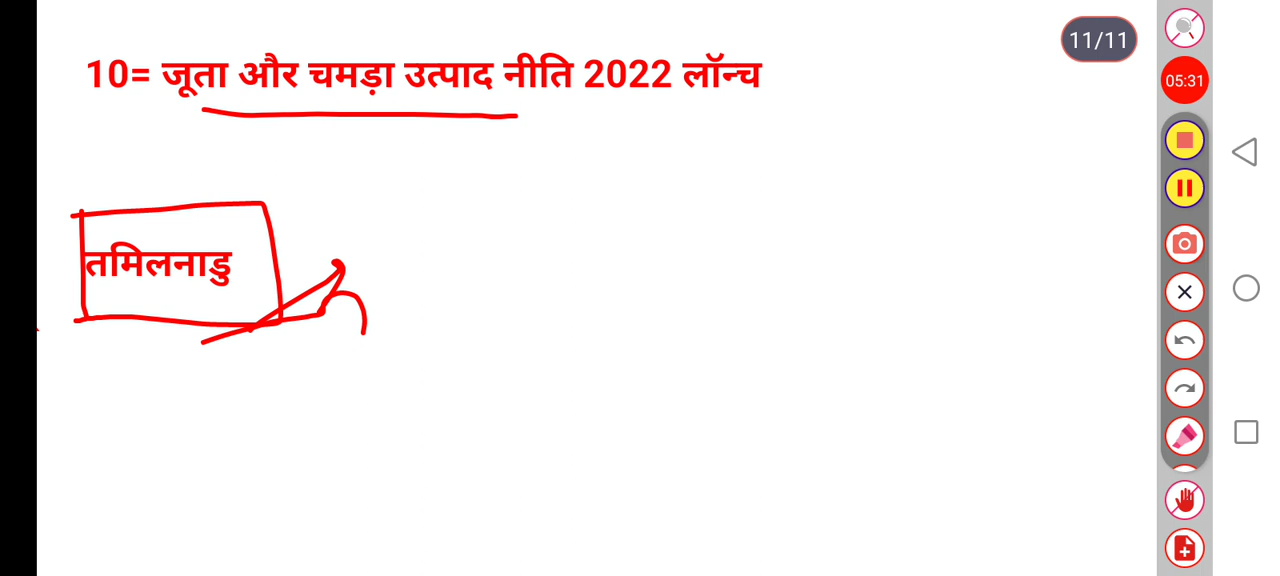 10= जूता और चमड़ा उत्पाद नीति 2022 लॉन्च
11/11
05:31
तमिलनाडु